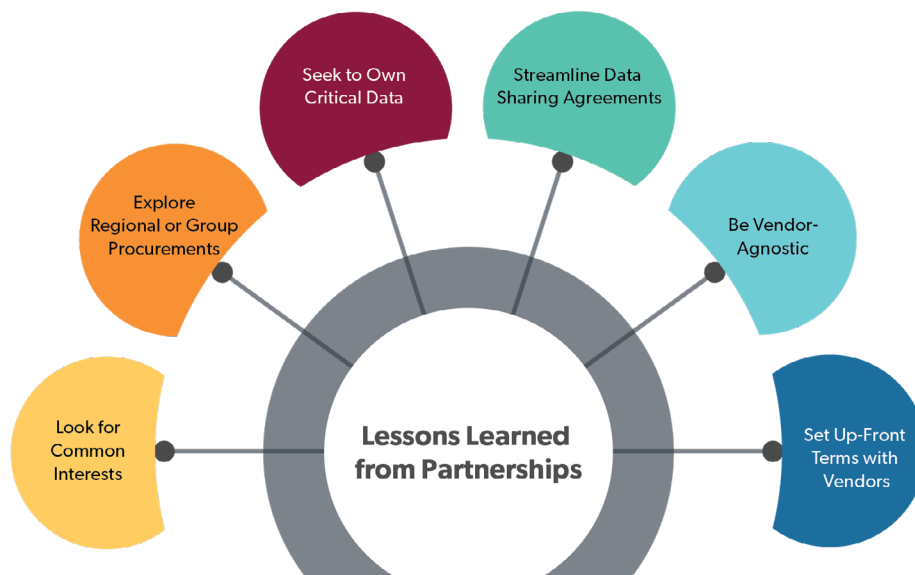 Look for
Common
Interests
Explore
Regional or Group
Procurements
Seek to Own
Critical Data
Streamline Data
Sharing Agreements
Be Vendor-
Agnostic
Set Up-Front
Terms with
Vendors
Lessons Learned
from Partnerships